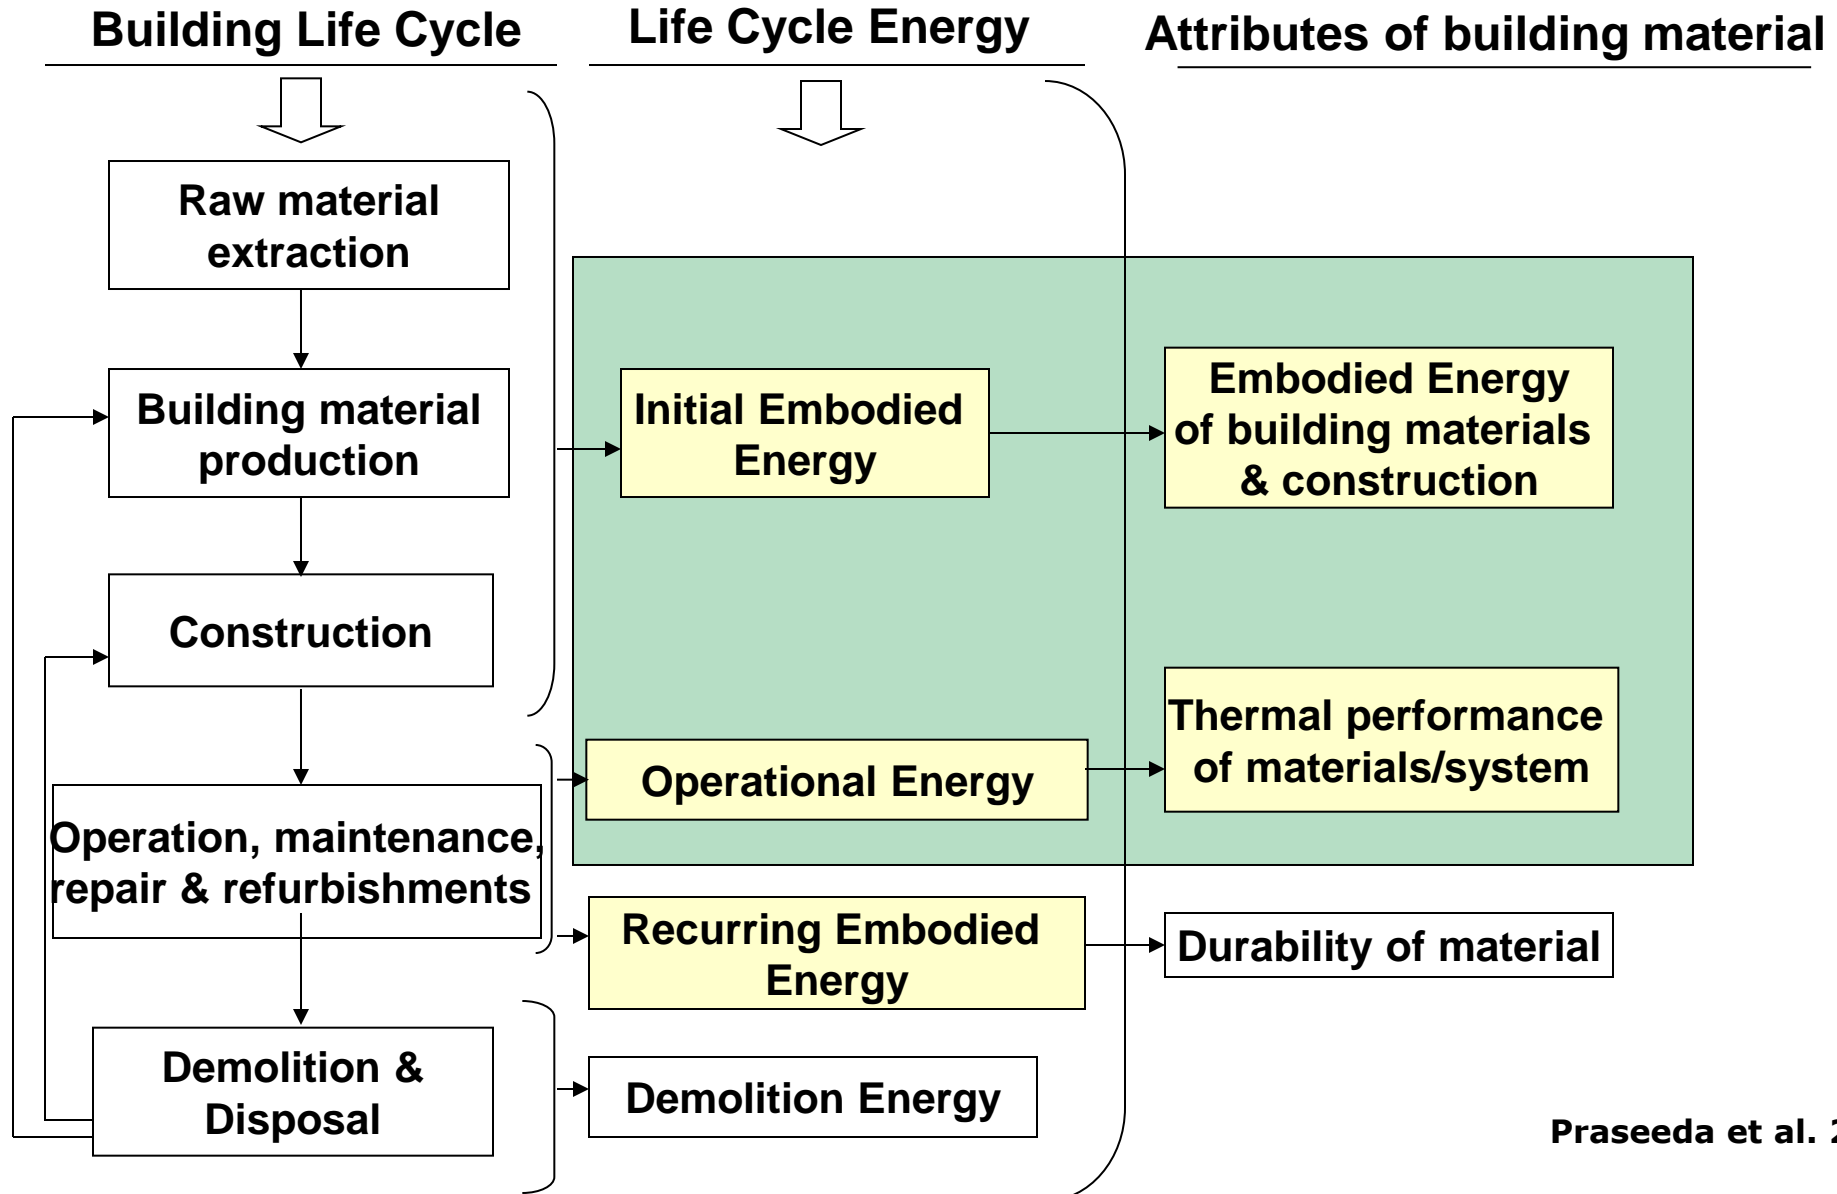 Building Life Cycle
Life Cycle Energy
Attributes of building material
Raw material
extraction
Building material
production
Construction
Operation, maintenance,
repair & refurbishments
Demolition &
Disposal
Initial Embodied
Energy
Operational Energy
Recurring Embodied
Energy
Demolition Energy
Embodied Energy
of building materials
& construction
Thermal performance
of materials/system
Durability of material
Praseeda et al.